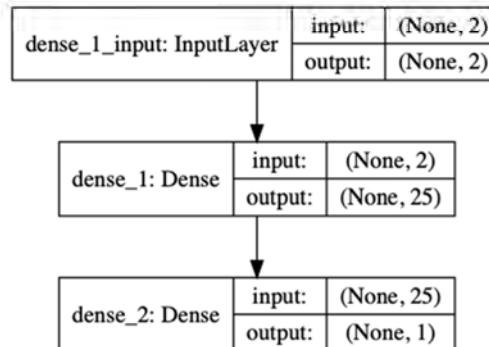 dense_1_input: InputLayer
input: (None, 2)
output: (None, 2)
dense_1: Dense
input: (None, 2)
output: (None, 25)
dense_2: Dense
input: (None, 25)
output: (None, 1)